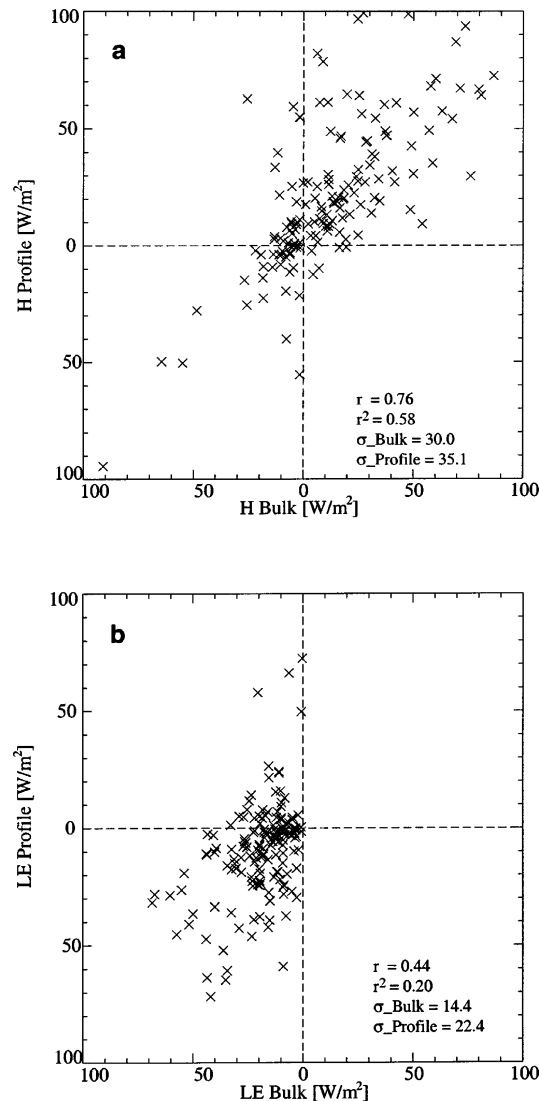 100
a
50
0
50
100
H Profile [W/m²]
r = 0.76
r² = 0.58
σ_Bulk = 30.0
σ_Profile = 35.1
100 50 0 50 100
H Bulk [W/m²]
100
b
50
0
50
100
LE Profile [W/m²]
r = 0.44
r² = 0.20
σ_Bulk = 14.4
σ_Profile = 22.4
100 50 0 50 100
LE Bulk [W/m²]